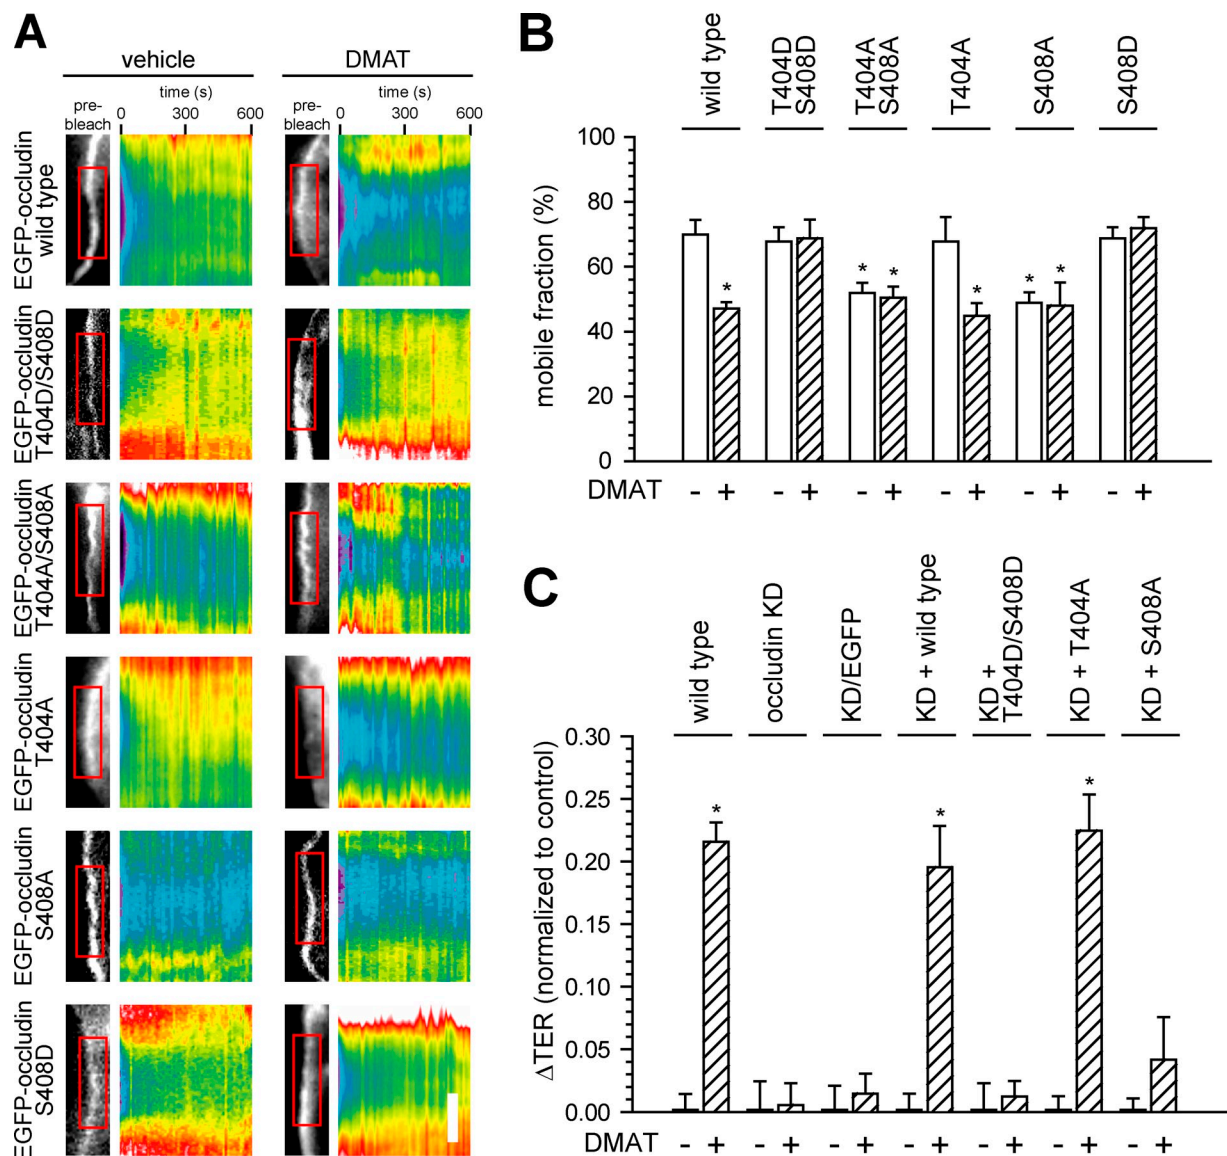 A
vehicle
DMAT
pre-
bleach
time (s)
0
300
600
pre-
bleach
time (s)
0
300
600
EGFP-occludin
wild type
EGFP-occludin
T404D/S408D
EGFP-occludin
T404A/S408A
EGFP-occludin
T404A
EGFP-occludin
S408A
EGFP-occludin
S408D
B
wild type
T404D
S408D
T404A
S408A
T404A
S408A
S408D
mobile fraction (%)
100
80
60
40
20
0
* * * * * *
DMAT - + - + - + - + - + - +
C
wild type
occludin KD
KD/EGFP
KD + wild type
KD +
T404D/S408D
KD + T404A
KD + S408A
ΔTER (normalized to control)
0.30
0.25
0.20
0.15
0.10
0.05
0.00
* * *
DMAT - + - + - + - + - + - + - +